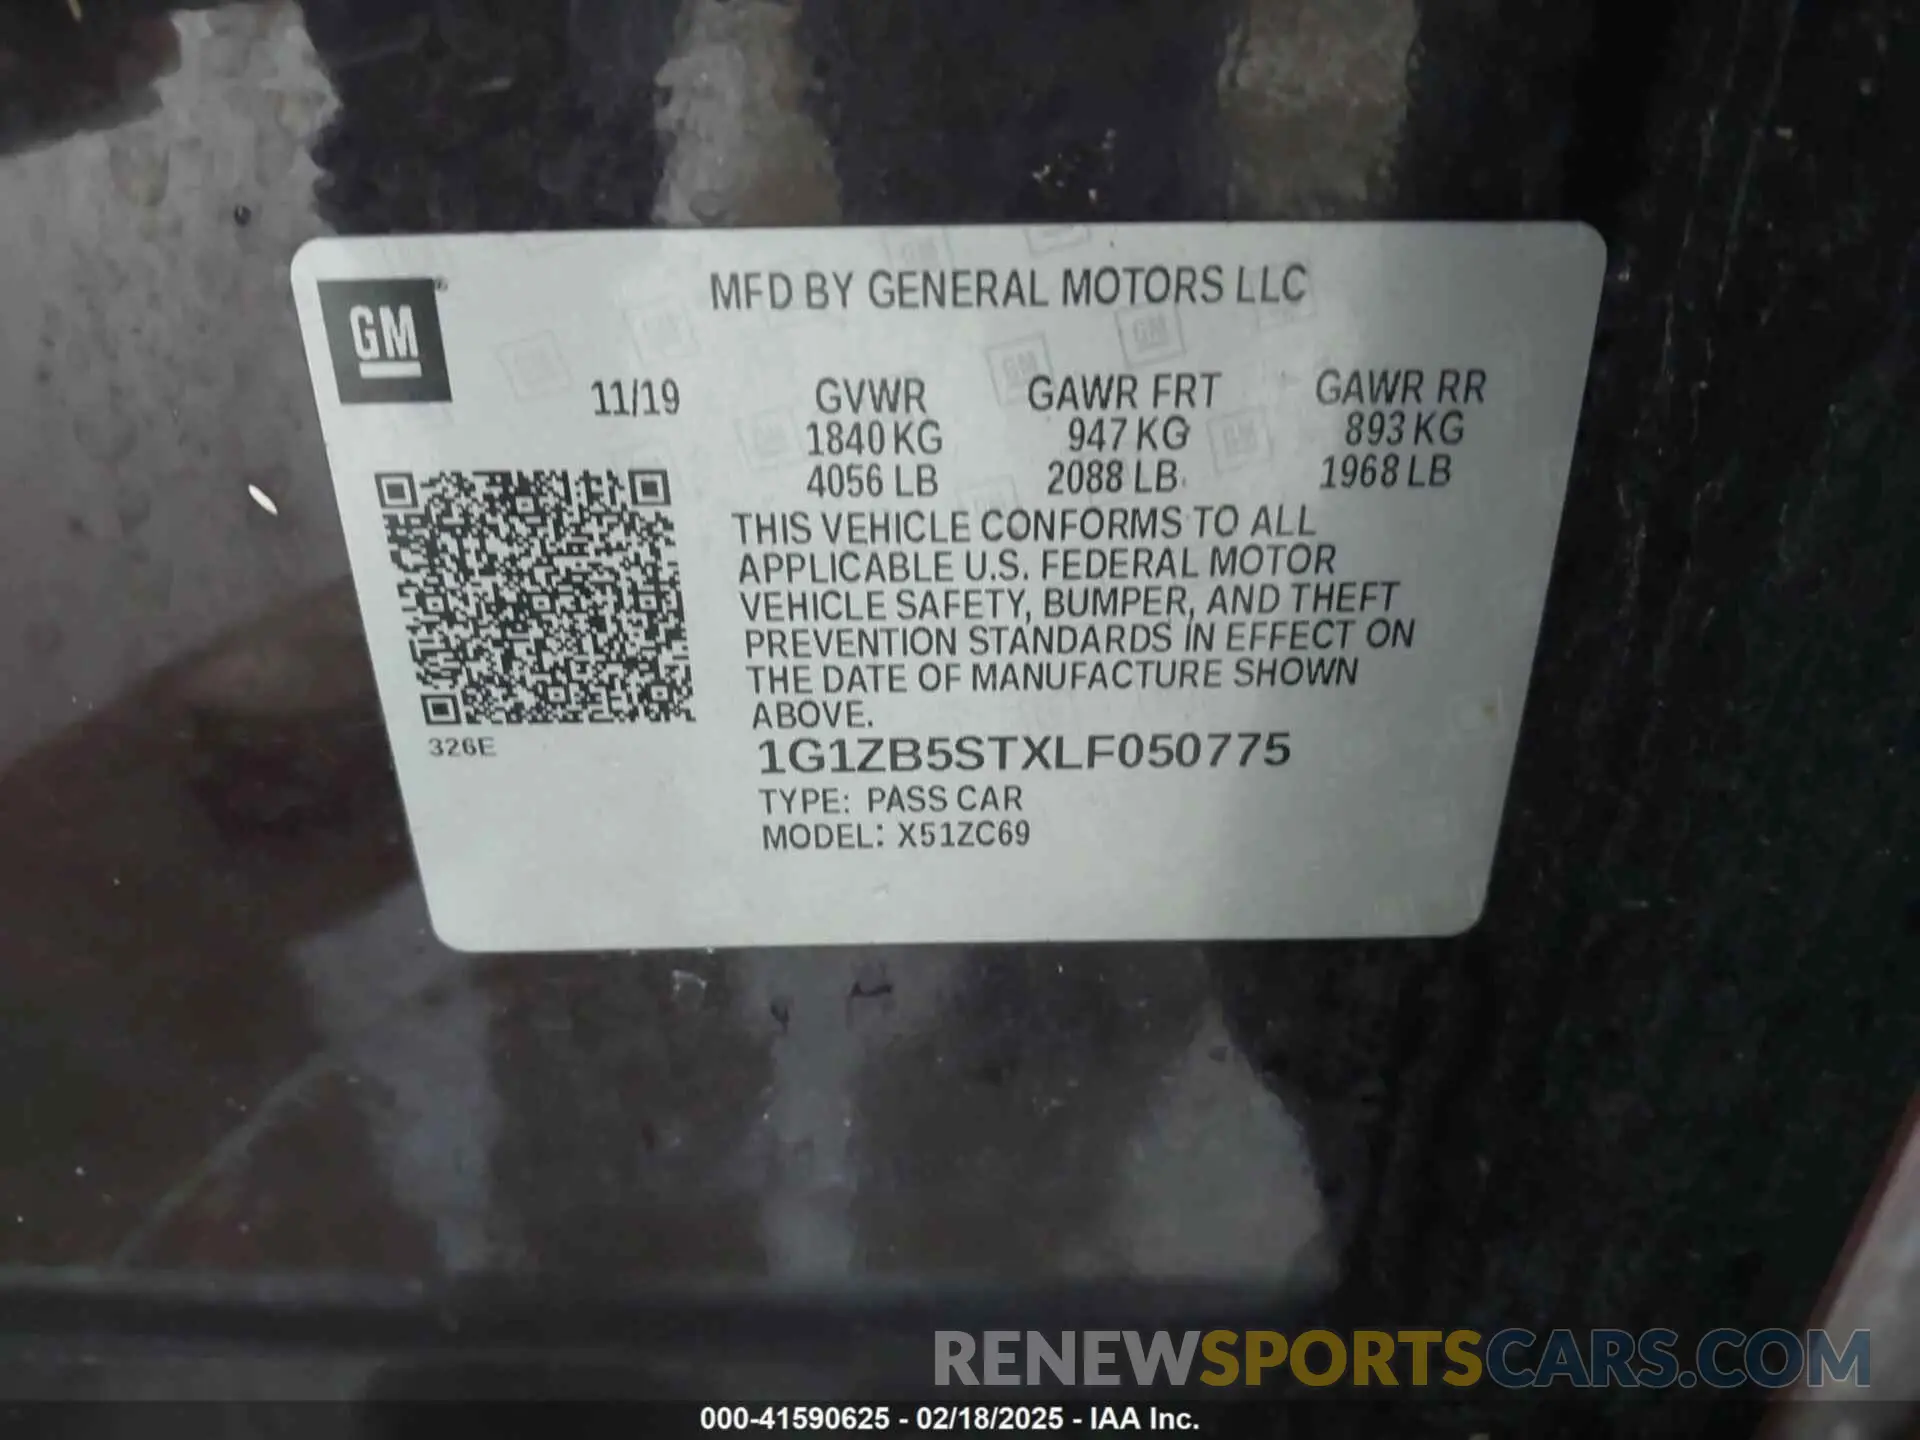 GM
MFD BY GENERAL MOTORS LLC
11/19 GVWR GAWR FRT GAWR RR
1840 KG 947 KG 893 KG
4056 LB 2088 LB 1968 LB
THIS VEHICLE CONFORMS TO ALL
APPLICABLE U.S. FEDERAL MOTOR
VEHICLE SAFETY, BUMPER, AND THEFT
PREVENTION STANDARDS IN EFFECT ON
THE DATE OF MANUFACTURE SHOWN
ABOVE.
326E
1G1ZB5STXLF050775
TYPE: PASS CAR
MODEL: X51ZC69
RENEWSPORTSCARS.COM
000-41590625 - 02/18/2025 - IAA Inc.